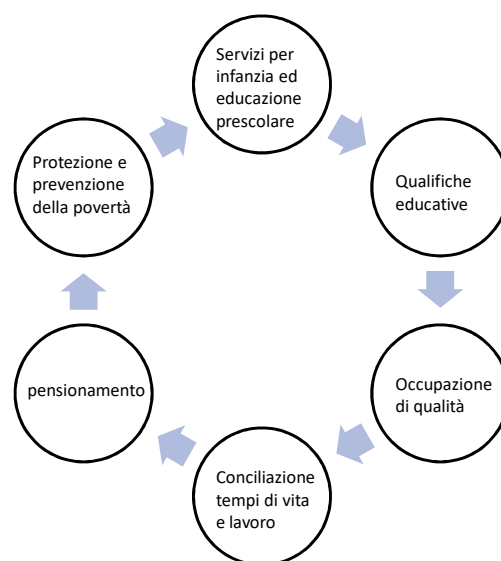 Servizi per
infanzia ed
educazione
prescolare
Qualifiche
educative
Occupazione
di qualità
Conciliazione
tempi di vita
e lavoro
pensionamento
Protezione e
prevenzione
della povertà